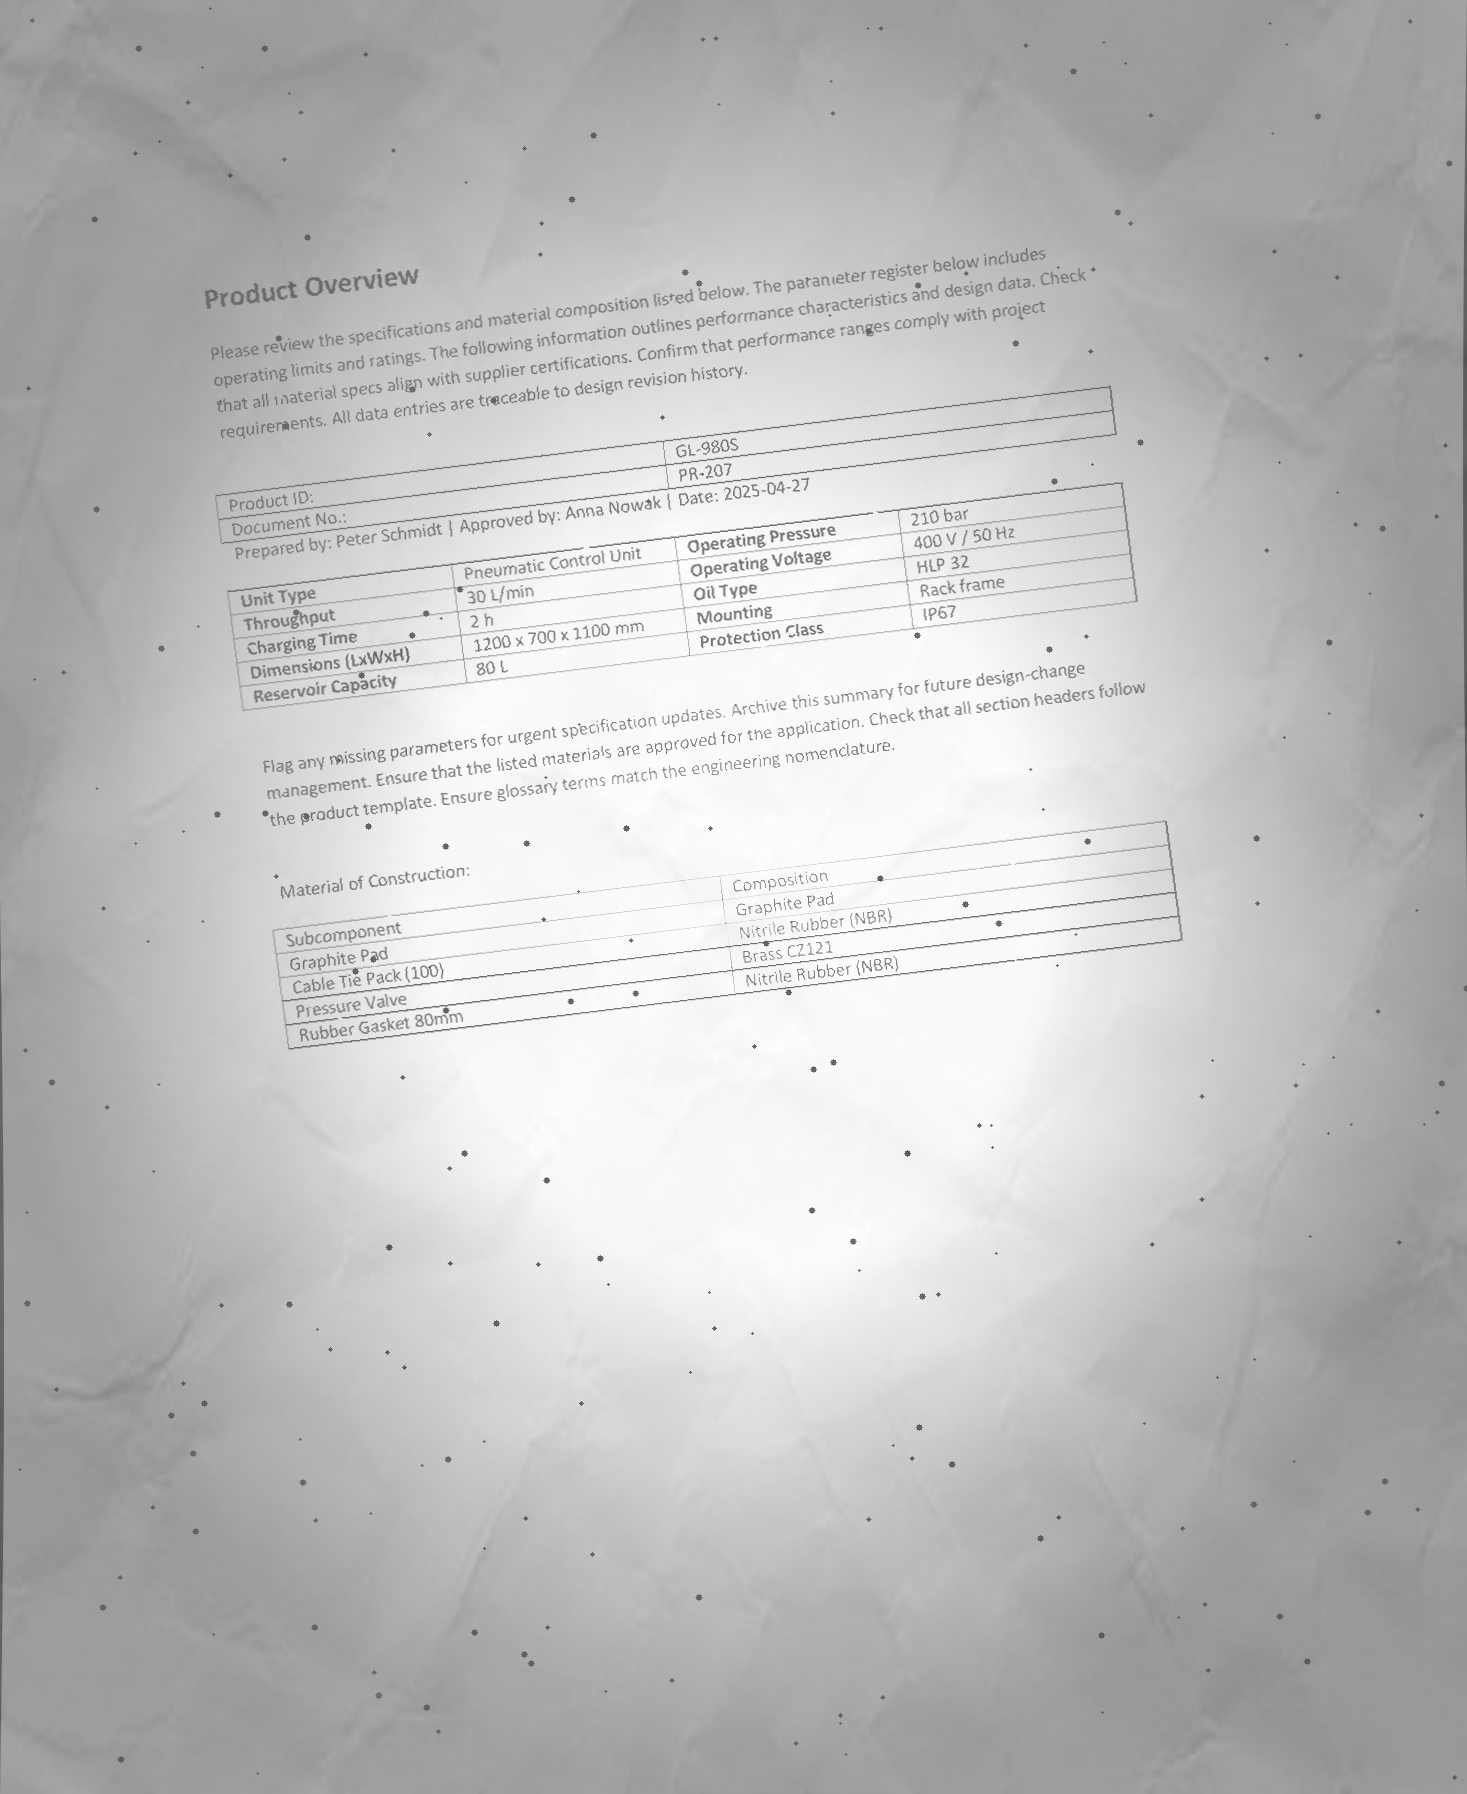 Product Overview
Please review the specifications and material composition listed below. The parameter register below includes
operating limits and ratings. The following information outlines performance characteristics and design data. Check
that all material specs align with supplier certifications. Confirm that performance ranges comply with project
requirements. All data entries are traceable to design revision history.
Product ID: GL-980S
Document No.: PR-207
Prepared by: Peter Schmidt | Approved by: Anna Nowak | Date: 2025-04-27
Unit Type Pneumatic Control Unit Operating Pressure 210 bar
Throughput 30 L/min Operating Voltage 400 V / 50 Hz
Charging Time 2 h Oil Type HLP 32
Dimensions (LxWxH) 1200 x 700 x 1100 mm Mounting Rack frame
Reservoir Capacity 80 L Protection Class IP67
Flag any missing parameters for urgent specification updates. Archive this summary for future design-change
management. Ensure that the listed materials are approved for the application. Check that all section headers follow
the product template. Ensure glossary terms match the engineering nomenclature.
Material of Construction:
Subcomponent Composition
Graphite Pad Graphite Pad
Cable Tie Pack (100) Nitrile Rubber (NBR)
Pressure Valve Brass CZ121
Rubber Gasket 80mm Nitrile Rubber (NBR)